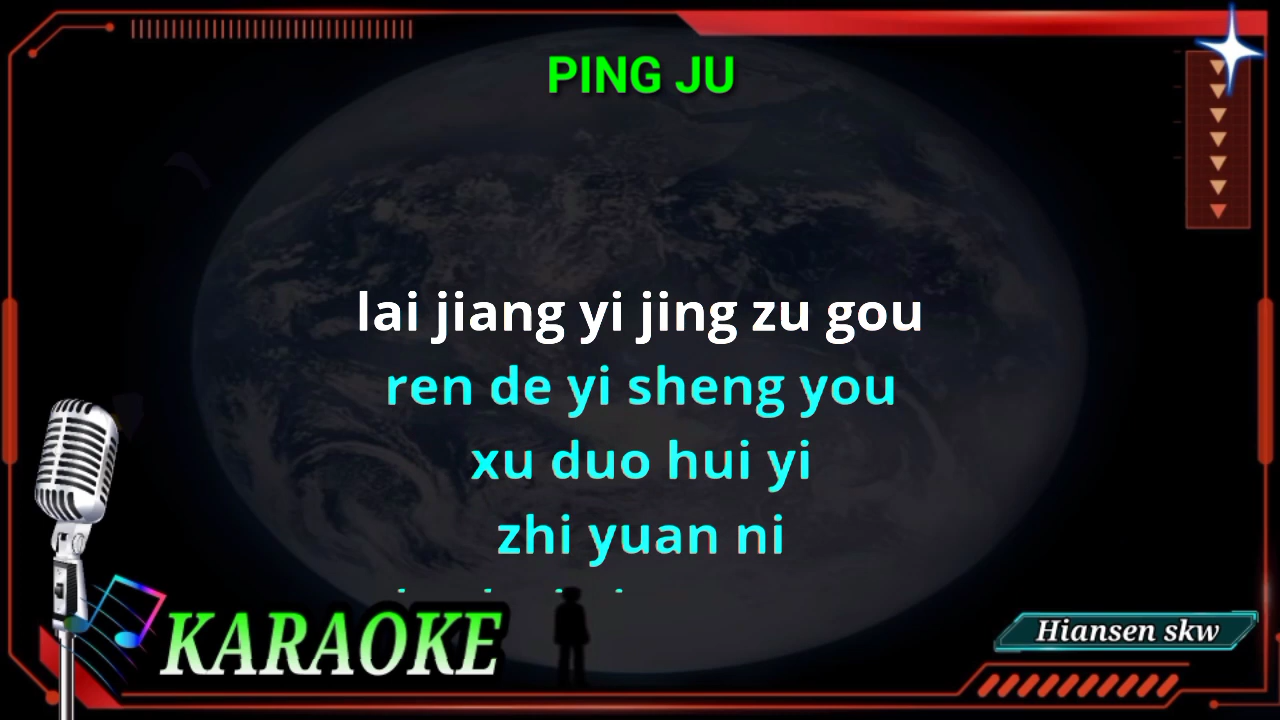 PING JU
lai jiang yi jing zu gou
ren de yi sheng you
xu duo hui yi
zhi yuan ni
KARAOKE
Hiansen skw